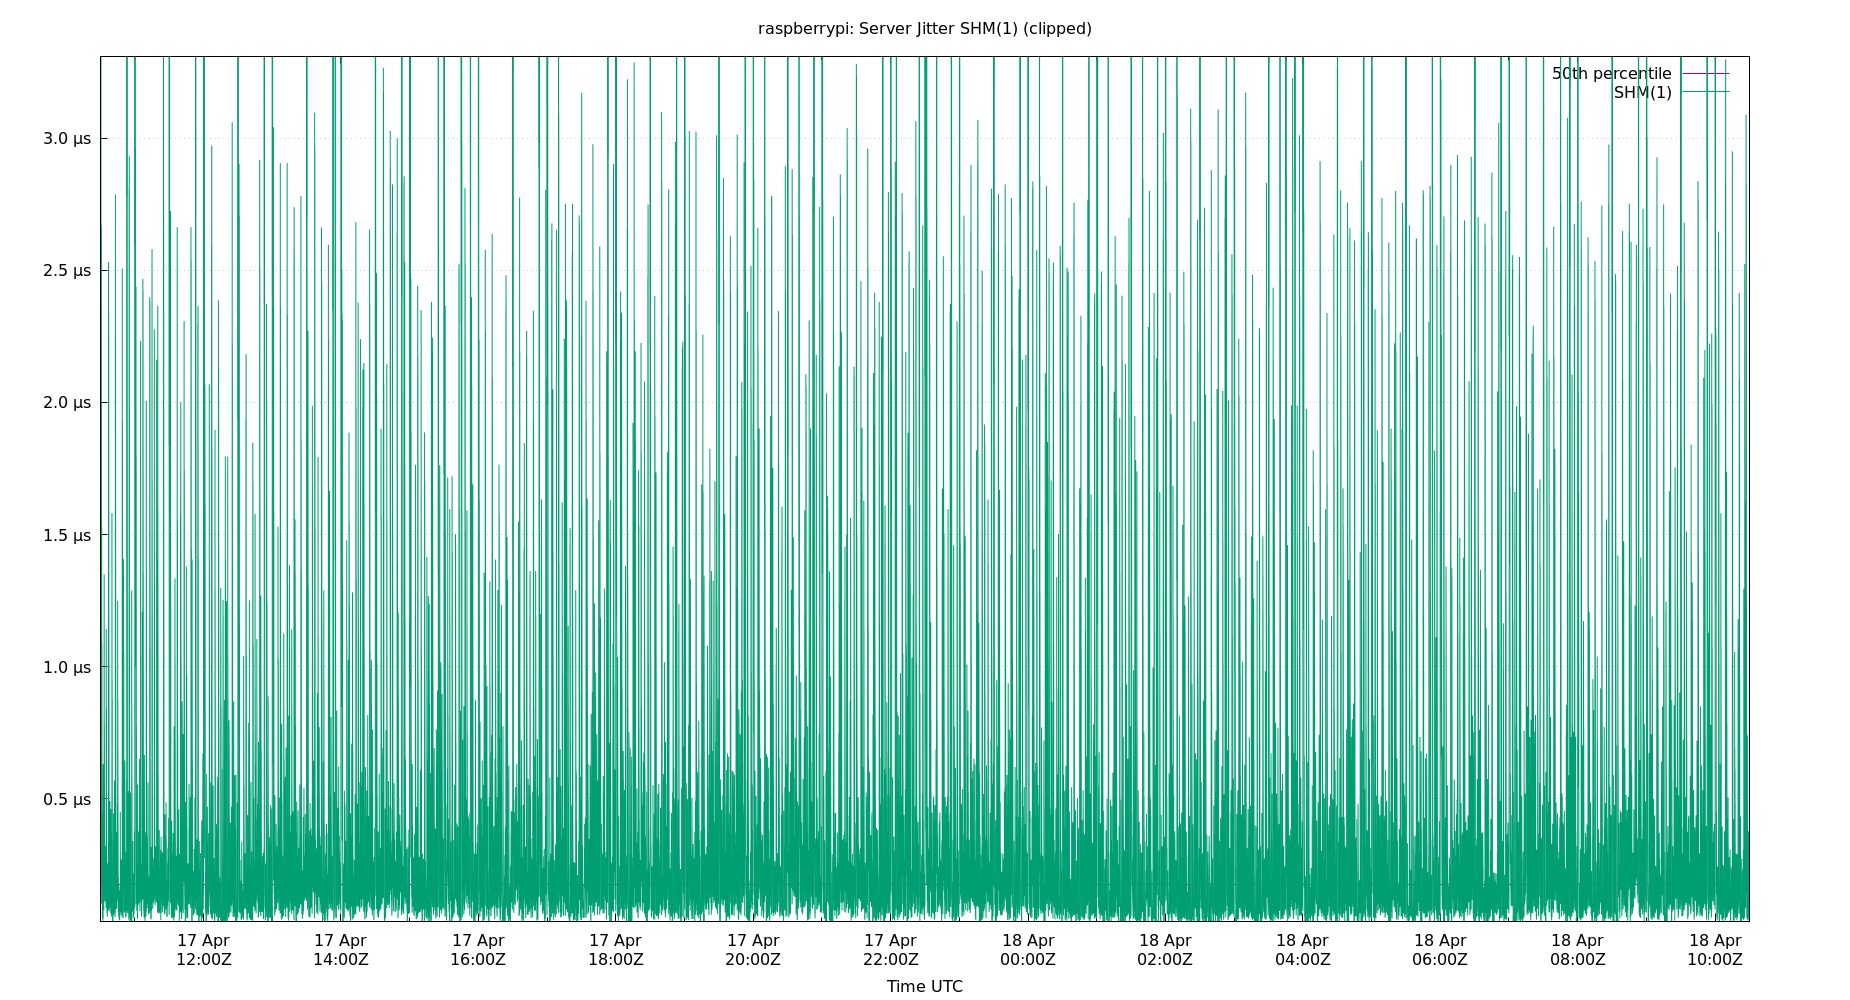 raspberrypi: Server Jitter SHM(1) (clipped)
50th percentile
SHM(1)
3.0 µs
2.5 µs
2.0 µs
1.5 µs
1.0 µs
0.5 µs
17 Apr 17 Apr 17 Apr 17 Apr 17 Apr 17 Apr 18 Apr 18 Apr 18 Apr 18 Apr 18 Apr 18 Apr
12:00Z 14:00Z 16:00Z 18:00Z 20:00Z 22:00Z 00:00Z 02:00Z 04:00Z 06:00Z 08:00Z 10:00Z
Time UTC